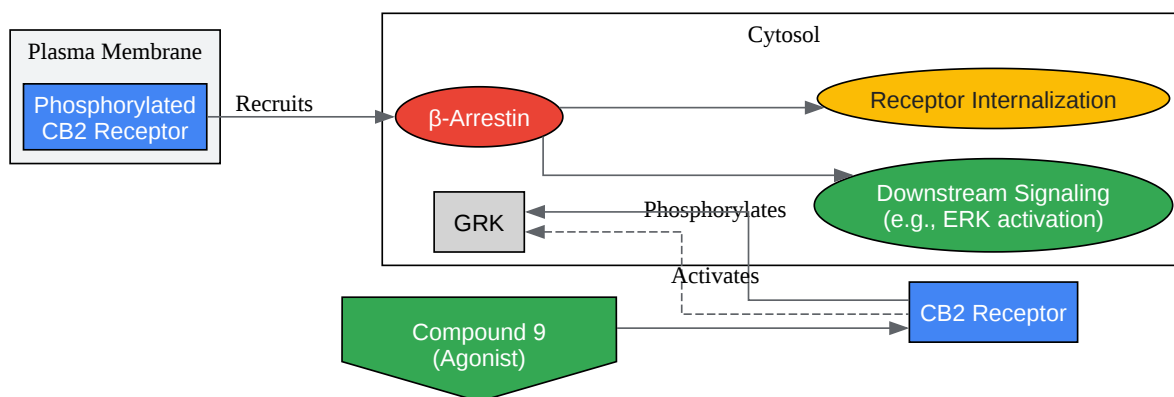 Plasma Membrane
Phosphorylated
CB2 Receptor
Recruits
Cytosol
β-Arrestin
Receptor Internalization
Downstream Signaling
(e.g., ERK activation)
GRK
Phosphorylates
Activates
Compound 9
(Agonist)
CB2 Receptor